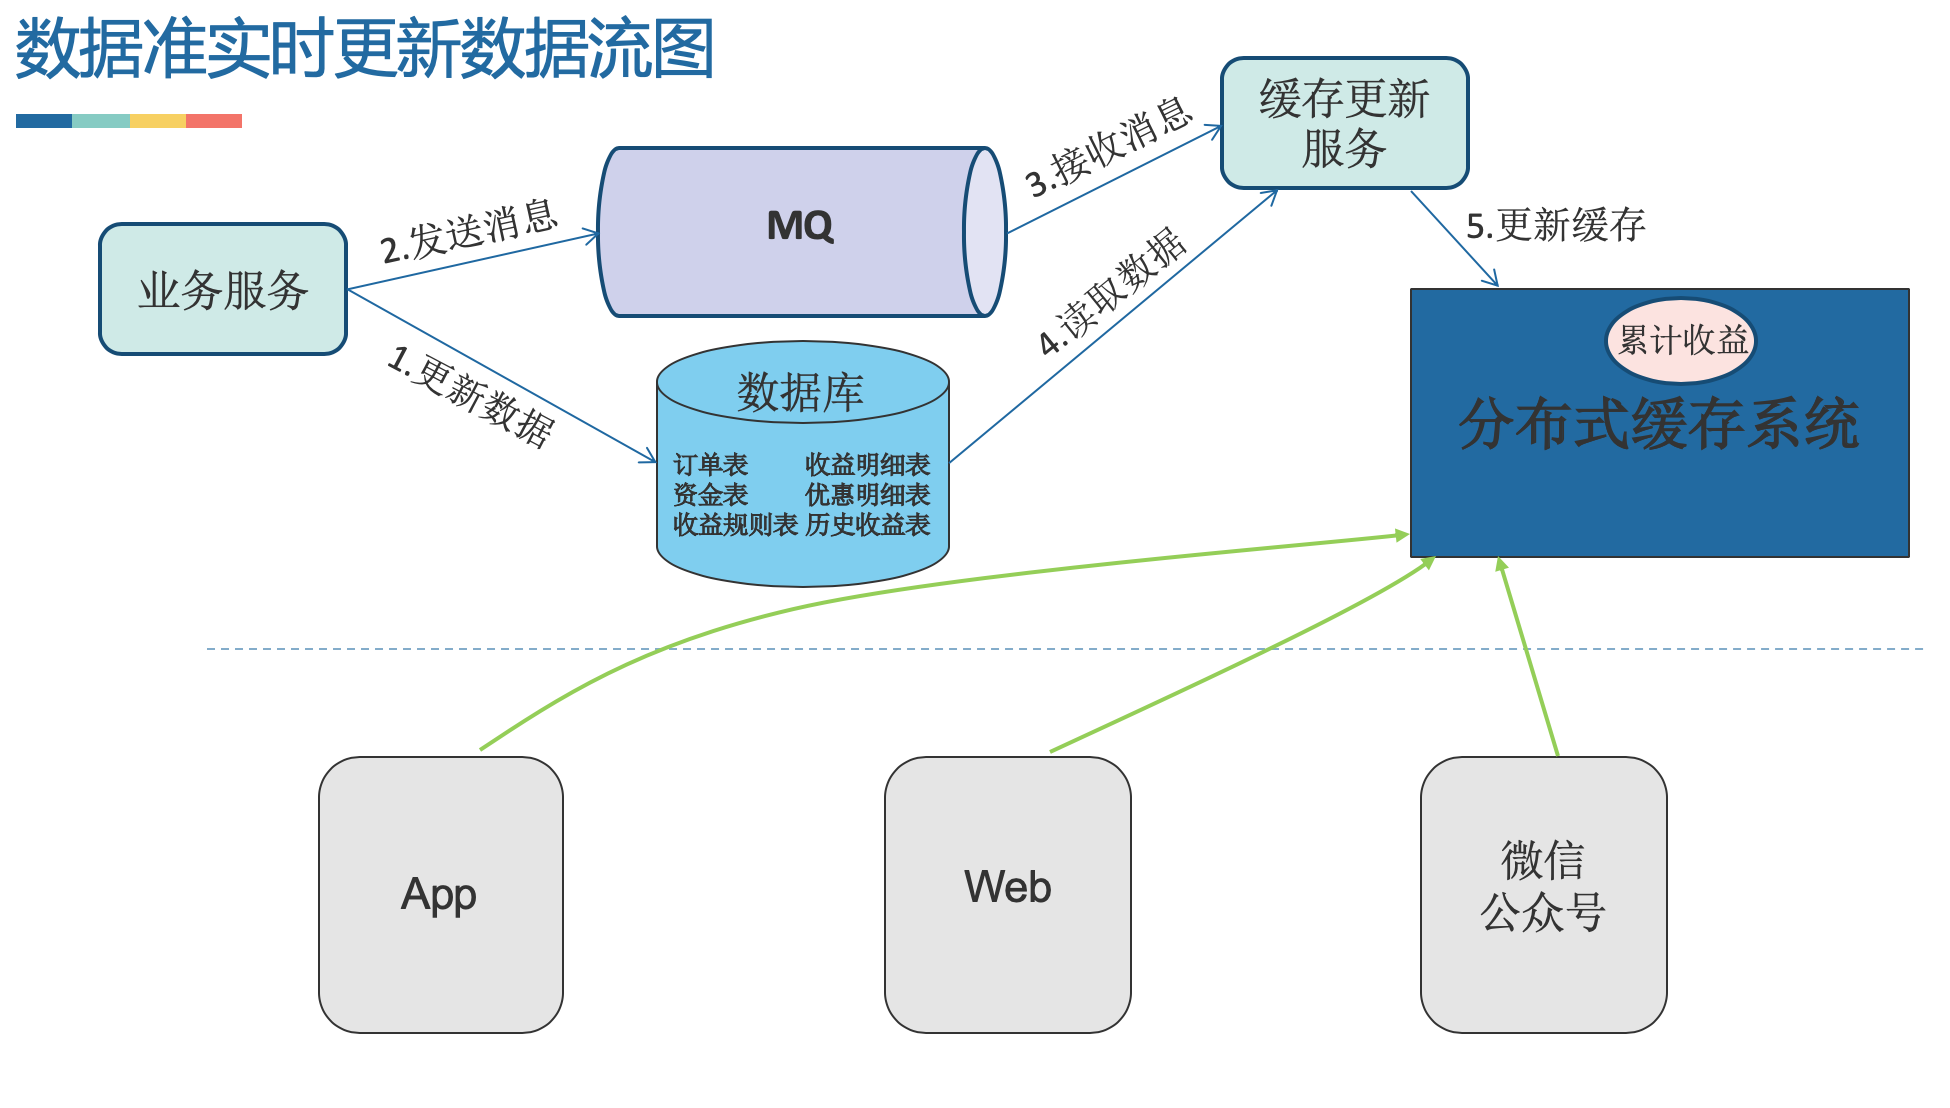 数据准实时更新数据流图
缓存更新
服务
3.接收消息
MQ
2.发送消息
业务服务
5.更新缓存
4.读取数据
1.更新数据
累计收益
分布式缓存系统
数据库
订单表 收益明细表
资金表 优惠明细表
收益规则表 历史收益表
App
Web
微信
公众号